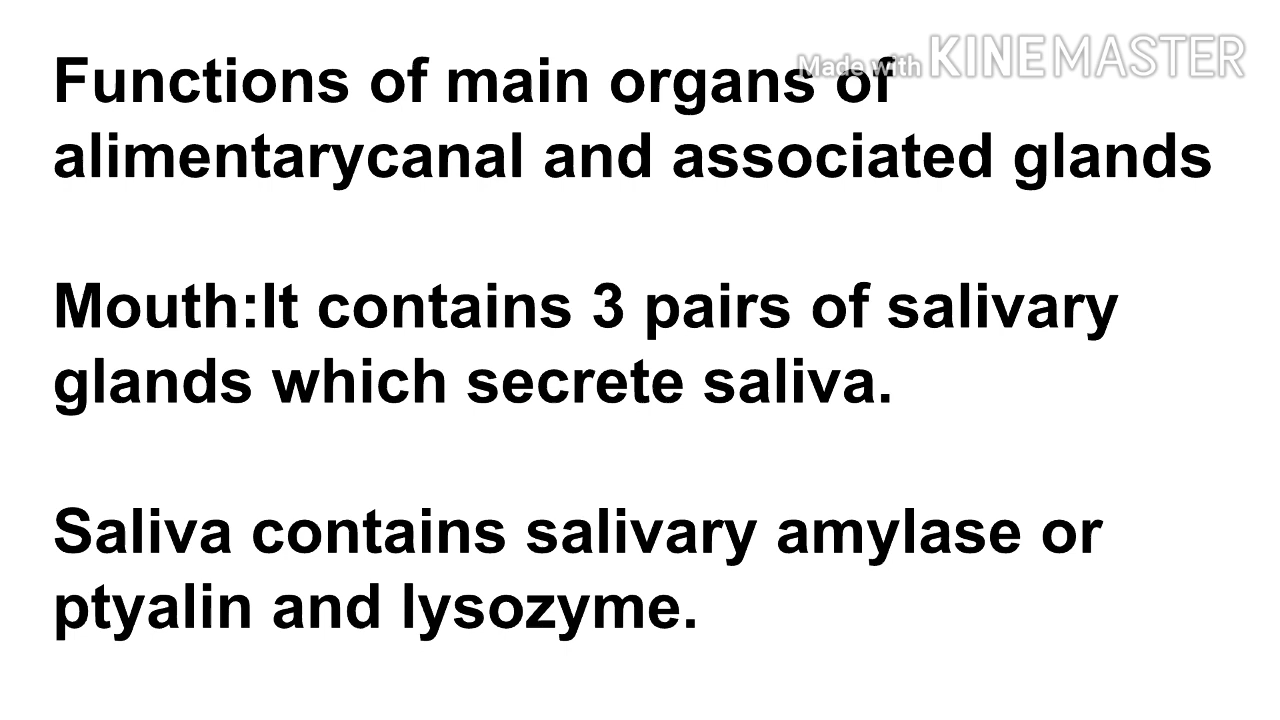 Made with KINEMASTER
Functions of main organs of
alimentarycanal and associated glands
Mouth:It contains 3 pairs of salivary
glands which secrete saliva.
Saliva contains salivary amylase or
ptyalin and lysozyme.